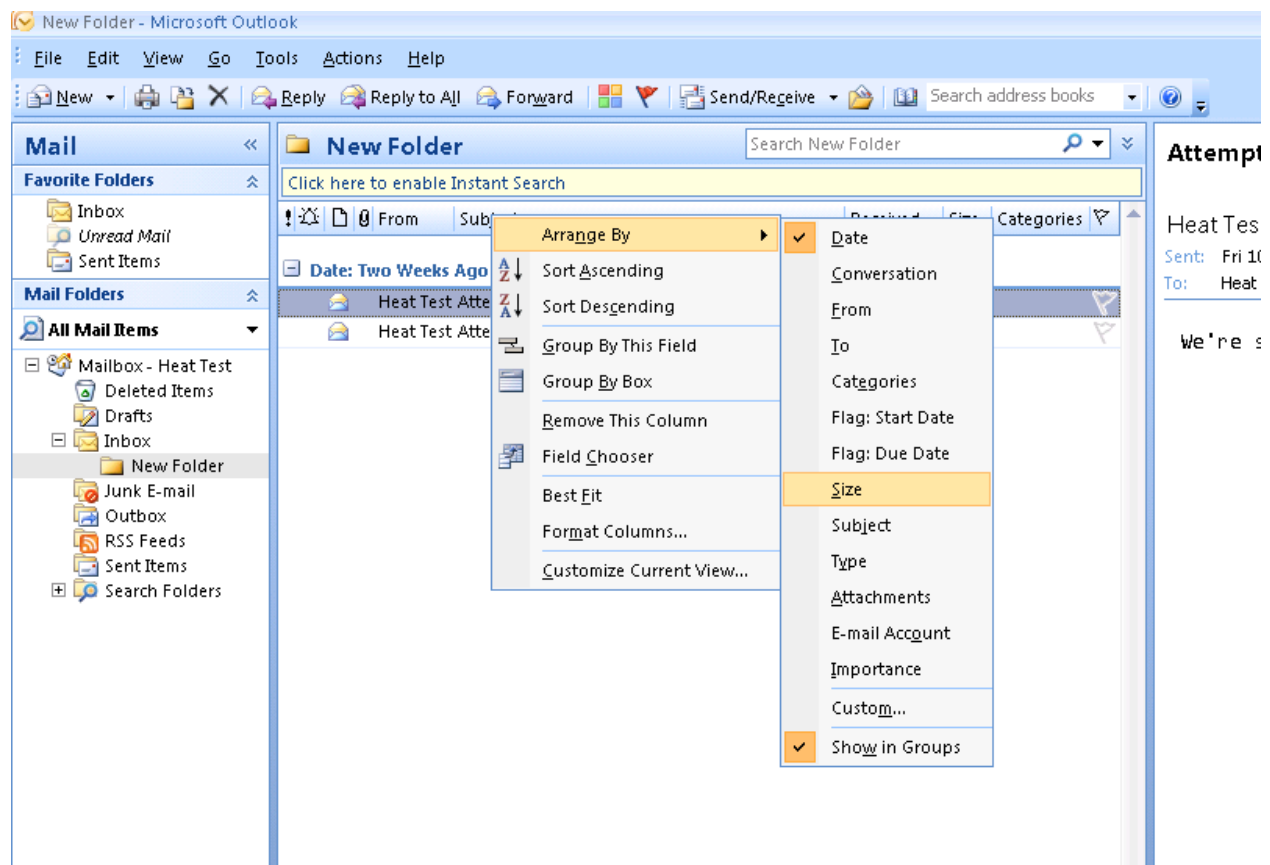 New Folder - Microsoft Outlook
File Edit View Go Tools Actions Help
New Reply Reply to All Forward Send/Receive Search address books
Mail
Favorite Folders
Inbox
Unread Mail
Sent Items
Mail Folders
All Mail Items
Mailbox - Heat Test
Deleted Items
Drafts
Inbox
New Folder
Junk E-mail
Outbox
RSS Feeds
Sent Items
Search Folders
New Folder Search New Folder
Click here to enable Instant Search
From Categories
Date: Two Weeks Ago
Heat Test Atte
Heat Test Atte
Arrange By
Sort Ascending
Sort Descending
Group By This Field
Group By Box
Remove This Column
Field Chooser
Best Fit
Format Columns...
Customize Current View...
Date
Conversation
From
To
Categories
Flag: Start Date
Flag: Due Date
Size
Subject
Type
Attachments
E-mail Account
Importance
Custom...
Show in Groups
Attempt
Heat Tes
Sent: Fri 10
To: Heat
We're s